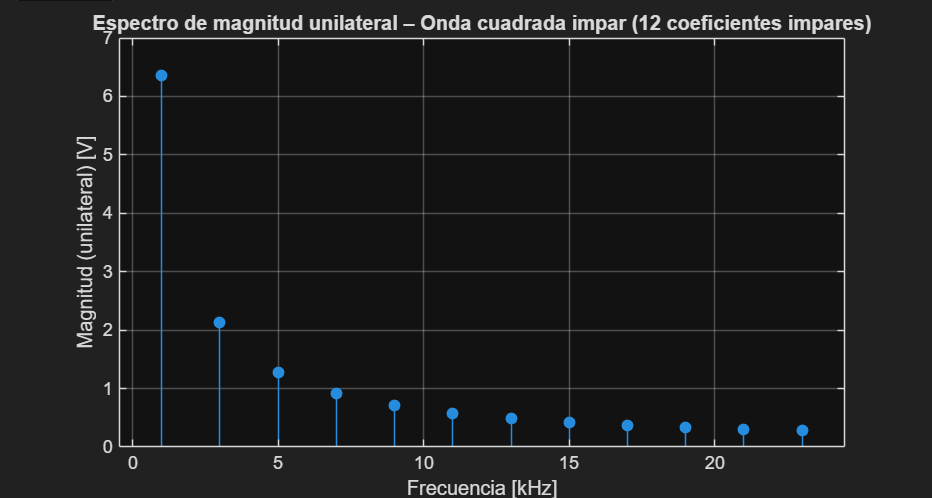 Espectro de magnitud unilateral – Onda cuadrada impar (12 coeficientes impares)
7
6
5
4
3
2
1
0
Magnitud (unilateral) [V]
0 5 10 15 20
Frecuencia [kHz]